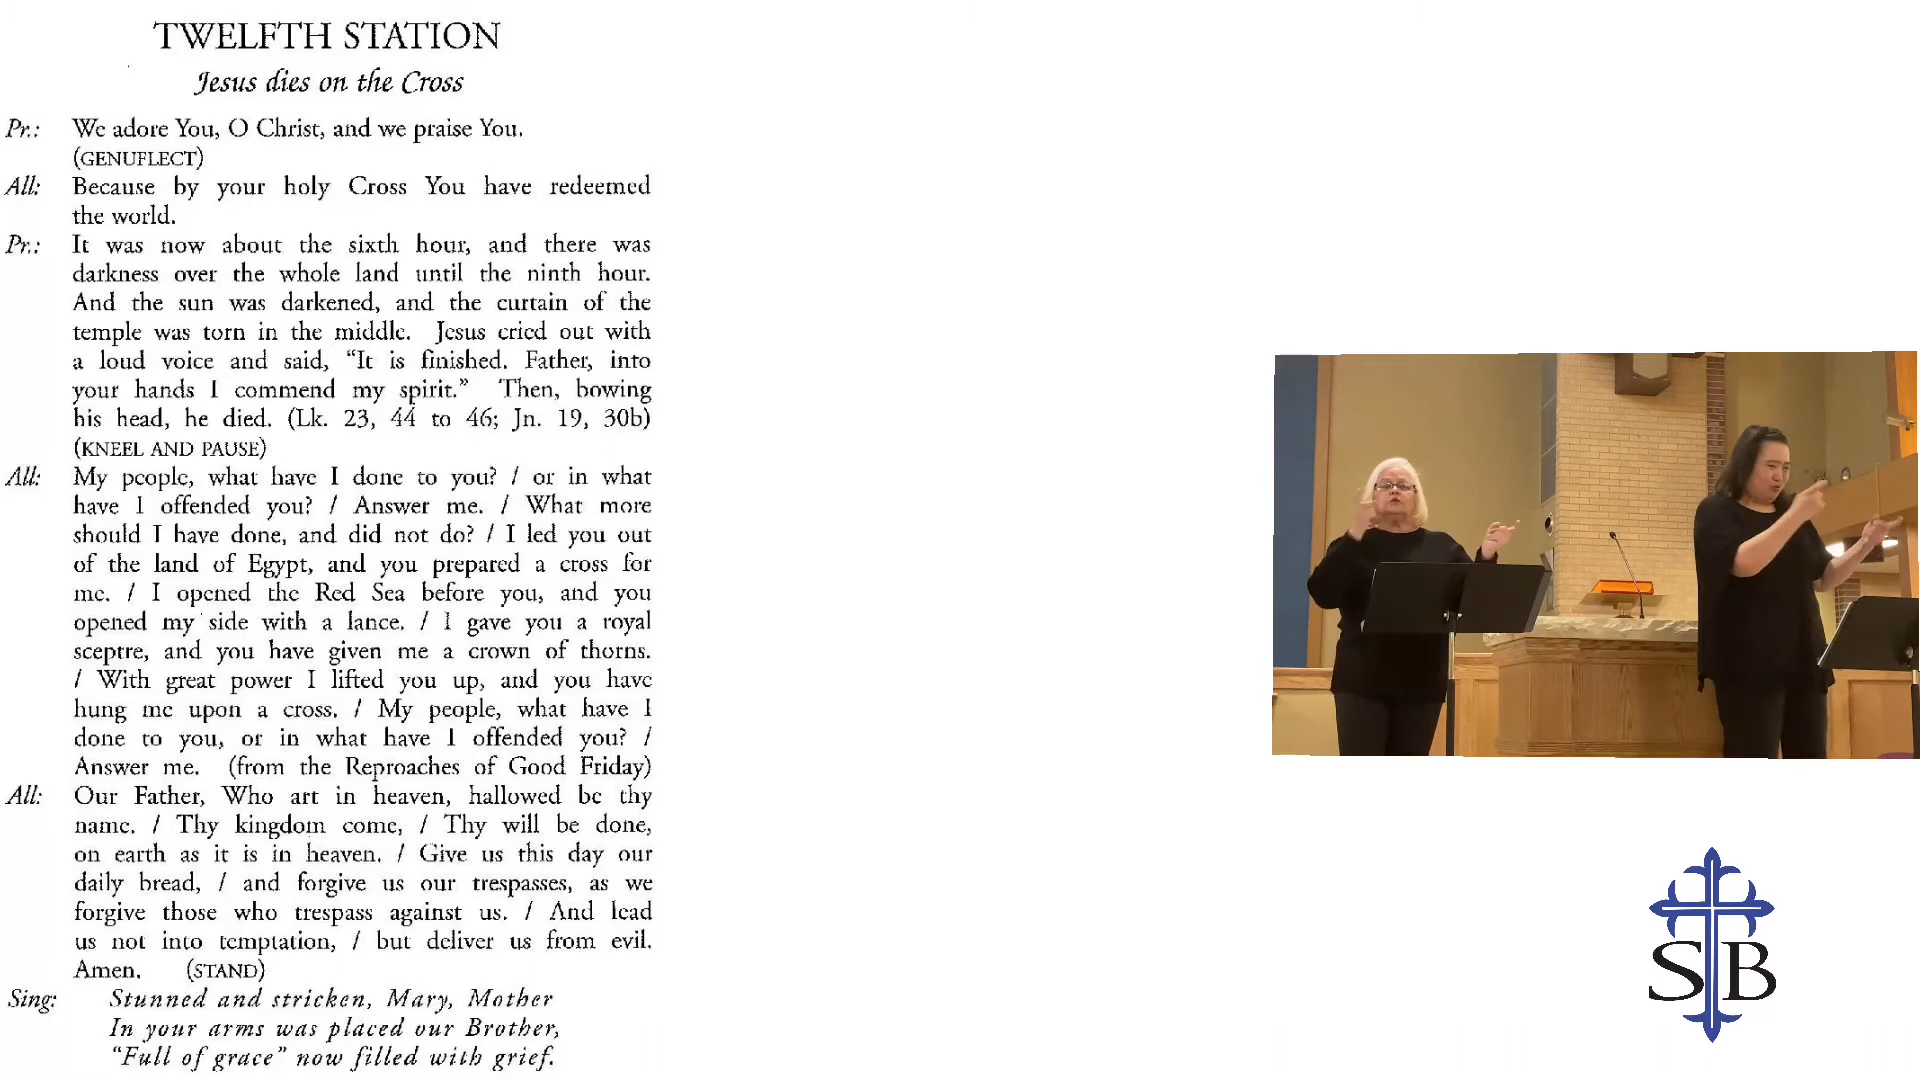 TWELFTH STATION
Jesus dies on the Cross
Pr.: We adore You, O Christ, and we praise You.
(GENUFLECT)
All: Because by your holy Cross You have redeemed
the world.
Pr.: It was now about the sixth hour, and there was
darkness over the whole land until the ninth hour.
And the sun was darkened, and the curtain of the
temple was torn in the middle. Jesus cried out with
a loud voice and said, “It is finished. Father, into
your hands I commend my spirit.” Then, bowing
his head, he died. (Lk. 23, 44 to 46; Jn. 19, 30b)
(KNEEL AND PAUSE)
All: My people, what have I done to you? / or in what
have I offended you? / Answer me. / What more
should I have done, and did not do? / I led you out
of the land of Egypt, and you prepared a cross for
me. / I opened the Red Sea before you, and you
opened my side with a lance. / I gave you a royal
sceptre, and you have given me a crown of thorns.
/ With great power I lifted you up, and you have
hung me upon a cross. / My people, what have I
done to you, or in what have I offended you? /
Answer me. (from the Reproaches of Good Friday)
All: Our Father, Who art in heaven, hallowed be thy
name. / Thy kingdom come, / Thy will be done,
on earth as it is in heaven. / Give us this day our
daily bread, / and forgive us our trespasses, as we
forgive those who trespass against us. / And lead
us not into temptation, / but deliver us from evil.
Amen. (STAND)
Sing: Stunned and stricken, Mary, Mother
In your arms was placed our Brother,
“Full of grace” now filled with grief.
SB